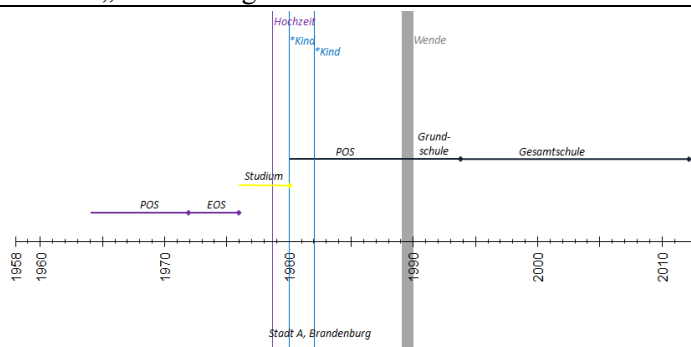 Hochzeit
*Kind
*Kind
Wende
POS
Grund-
schule
Gesamtschule
Studium
POS
EOS
1958
1960
1970
1980
1990
2000
2010
Stadt A, Brandenburg